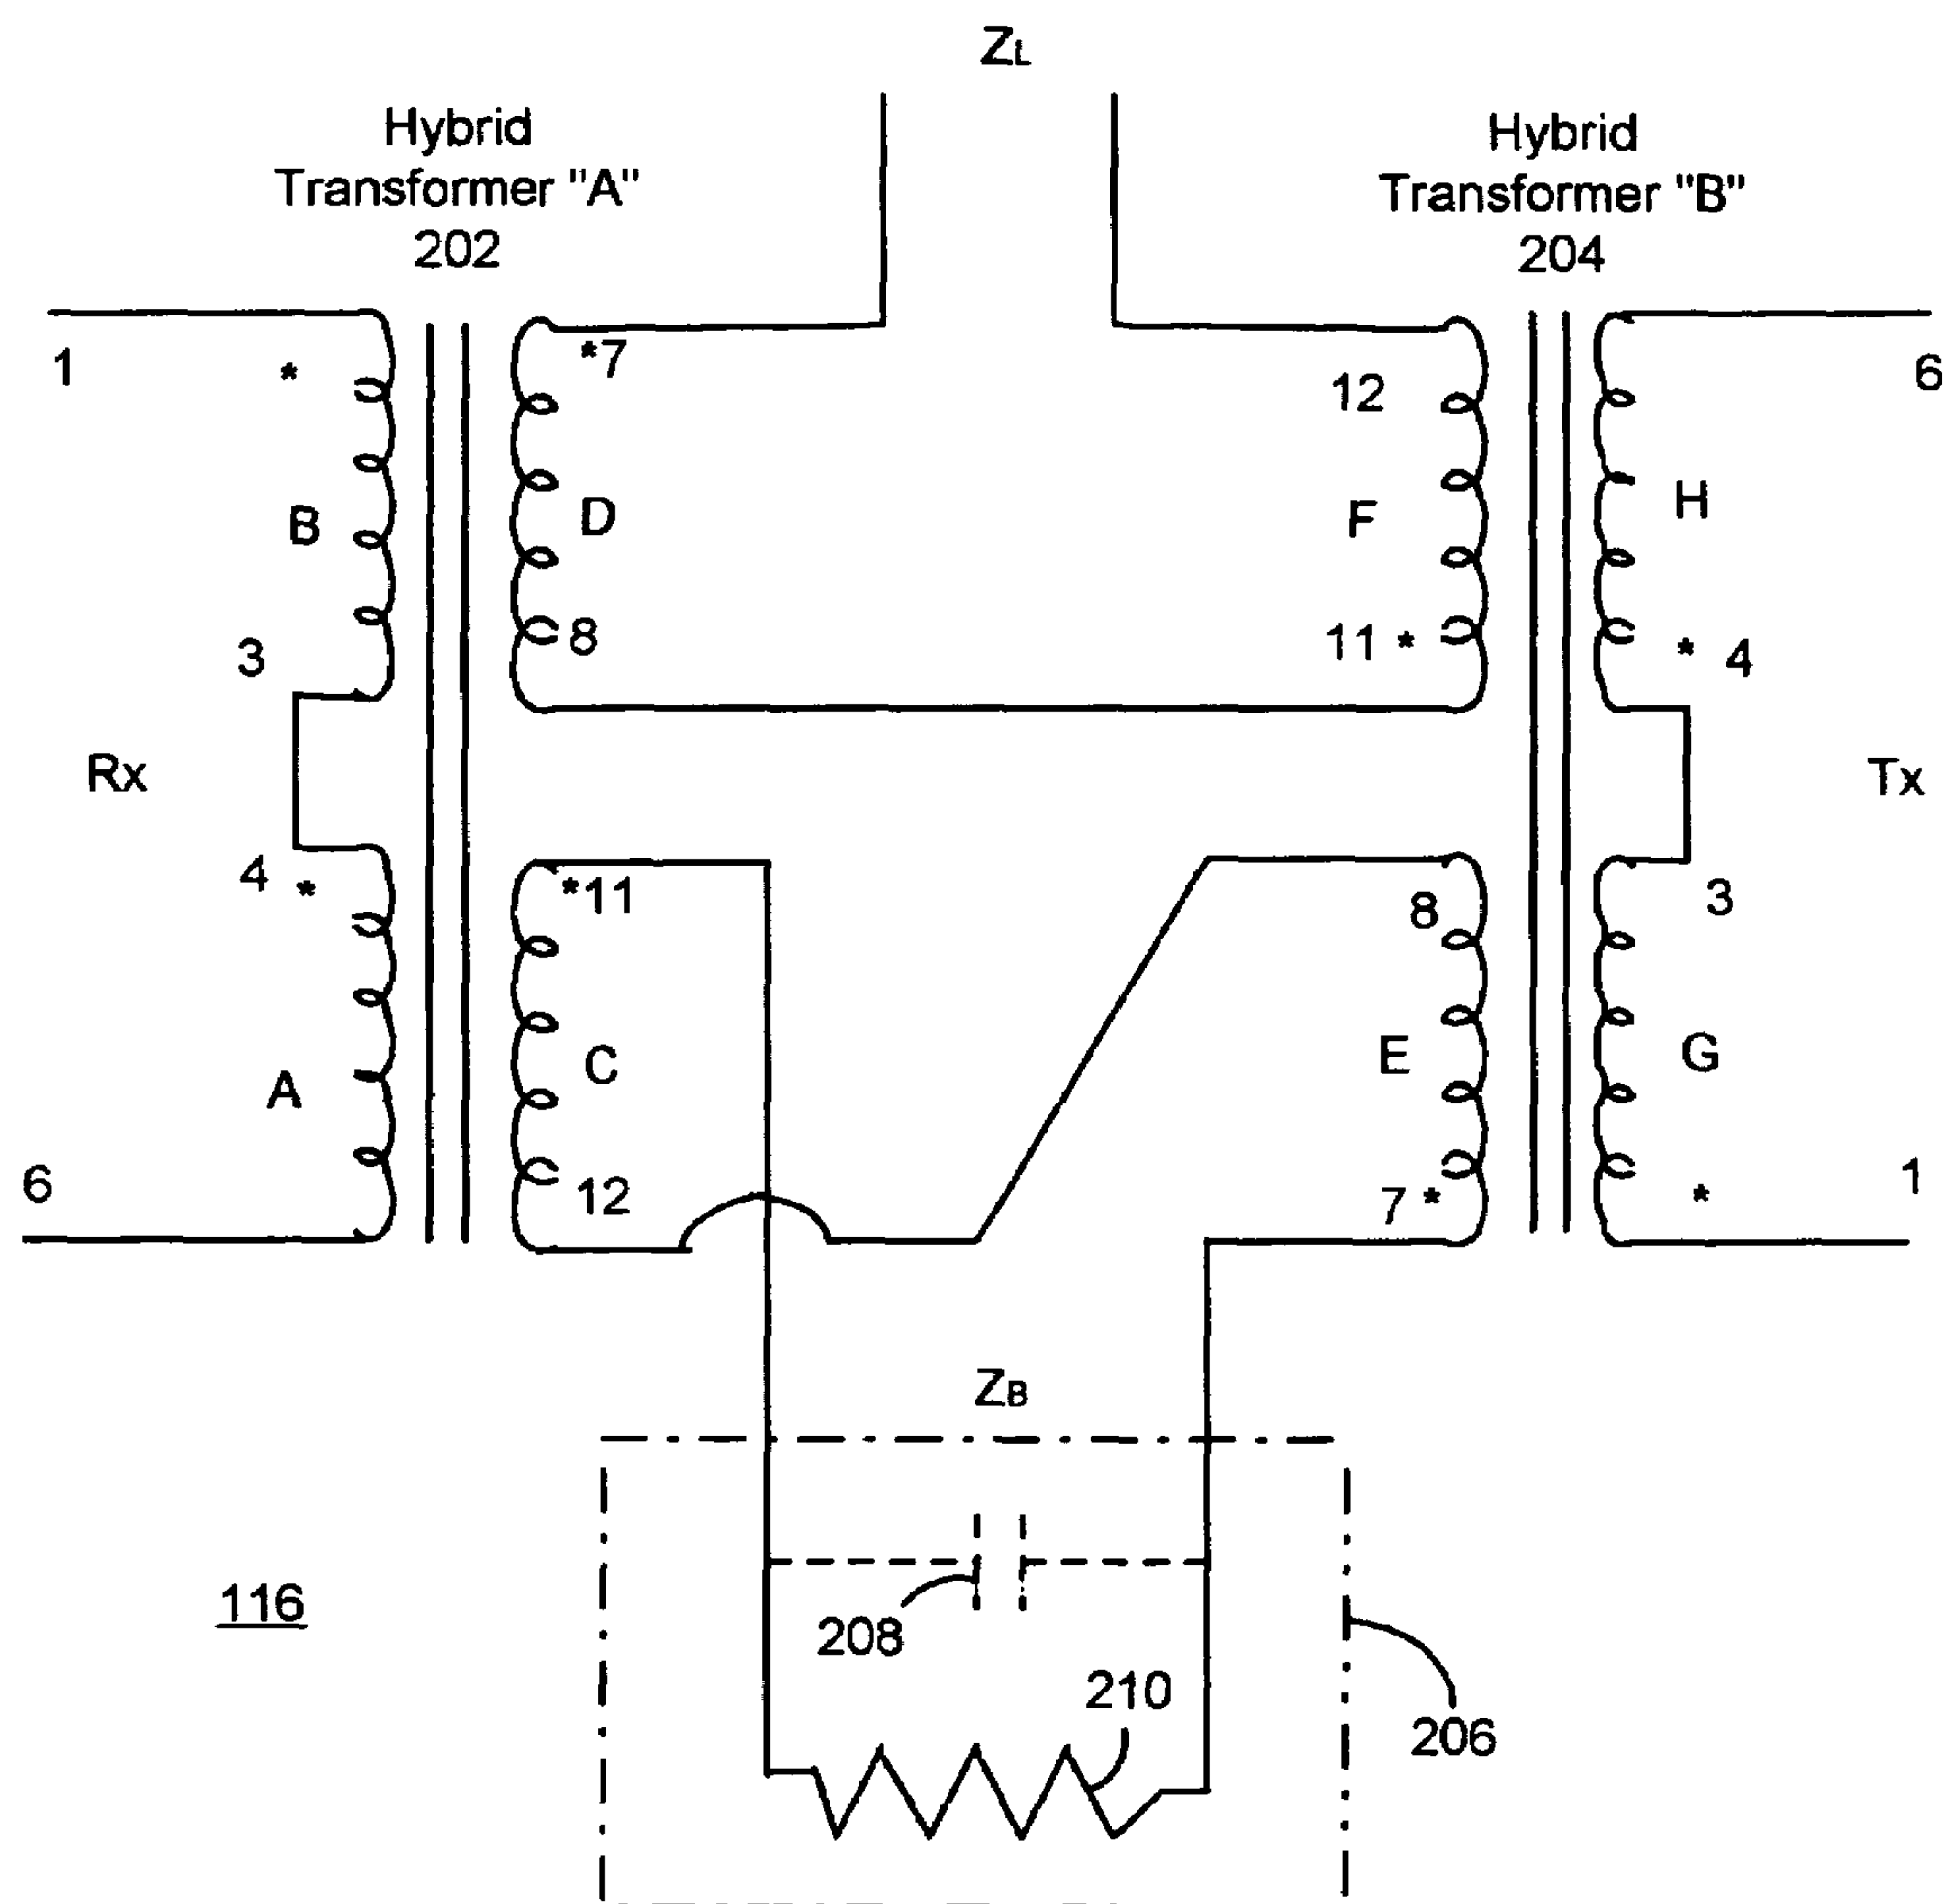 ZL
Hybrid
Transformer "A"
202
Hybrid
Transformer "B"
204
1
*
*7
12
6
B
D
F
H
3
8
11 *
* 4
Rx
Tx
4 *
*11
8
3
A
C
E
G
6
12
7 *
*
1
ZB
116
208
210
206